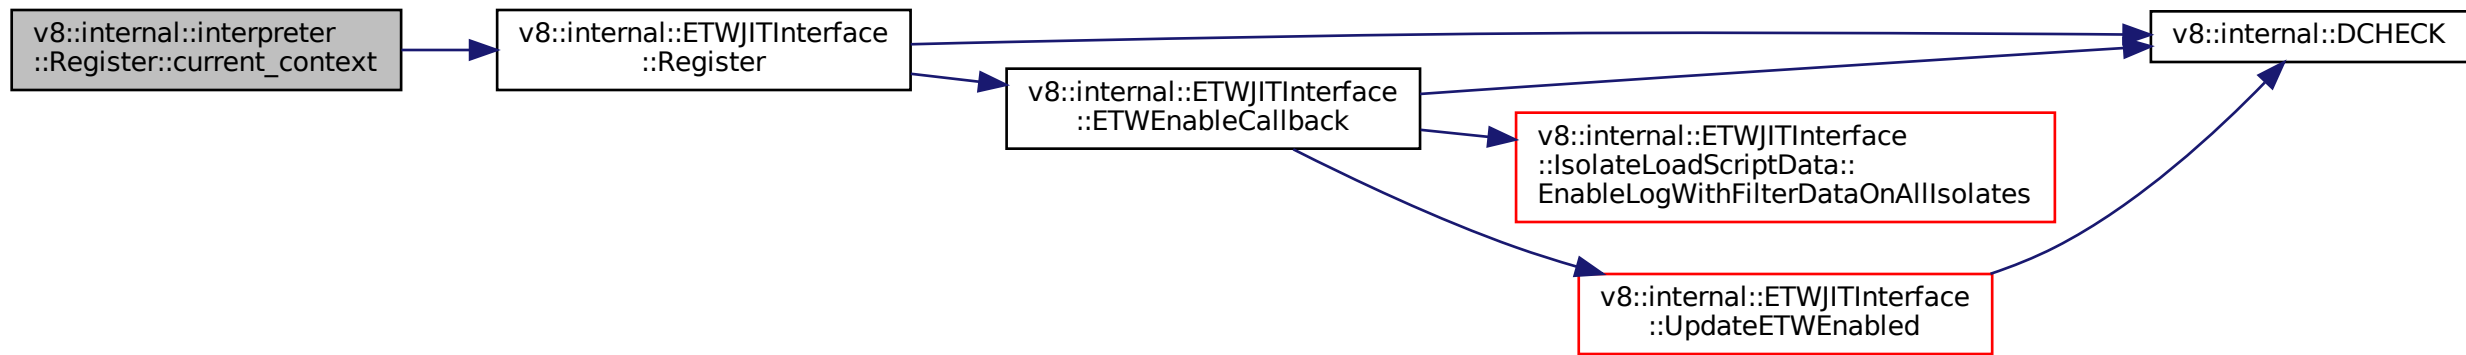 v8::internal::interpreter
::Register::current_context
v8::internal::ETWJITInterface
::Register
v8::internal::ETWJITInterface
::ETWEnableCallback
v8::internal::DCHECK
v8::internal::ETWJITInterface
::IsolateLoadScriptData::
EnableLogWithFilterDataOnAllIsolates
v8::internal::ETWJITInterface
::UpdateETWEnabled